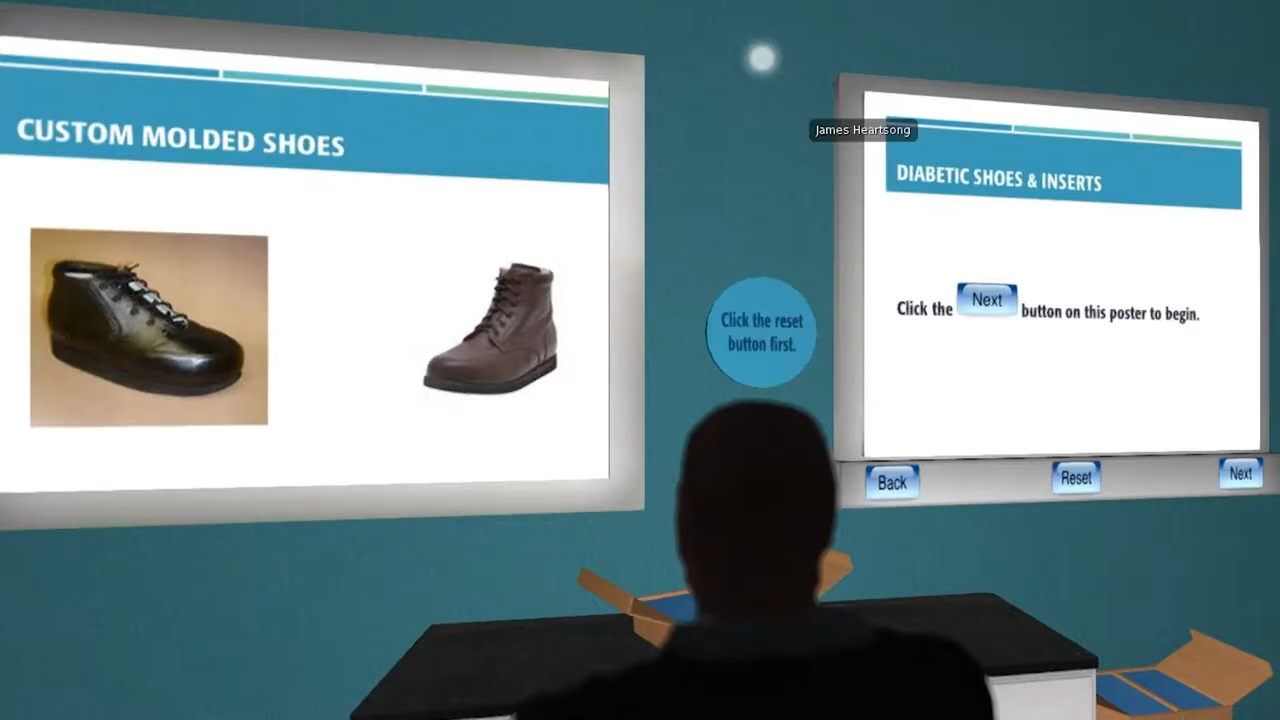 CUSTOM MOLDED SHOES
James Heartsong
DIABETIC SHOES & INSERTS
Click the reset
button first.
Click the Next button on this poster to begin.
Back
Reset
Next